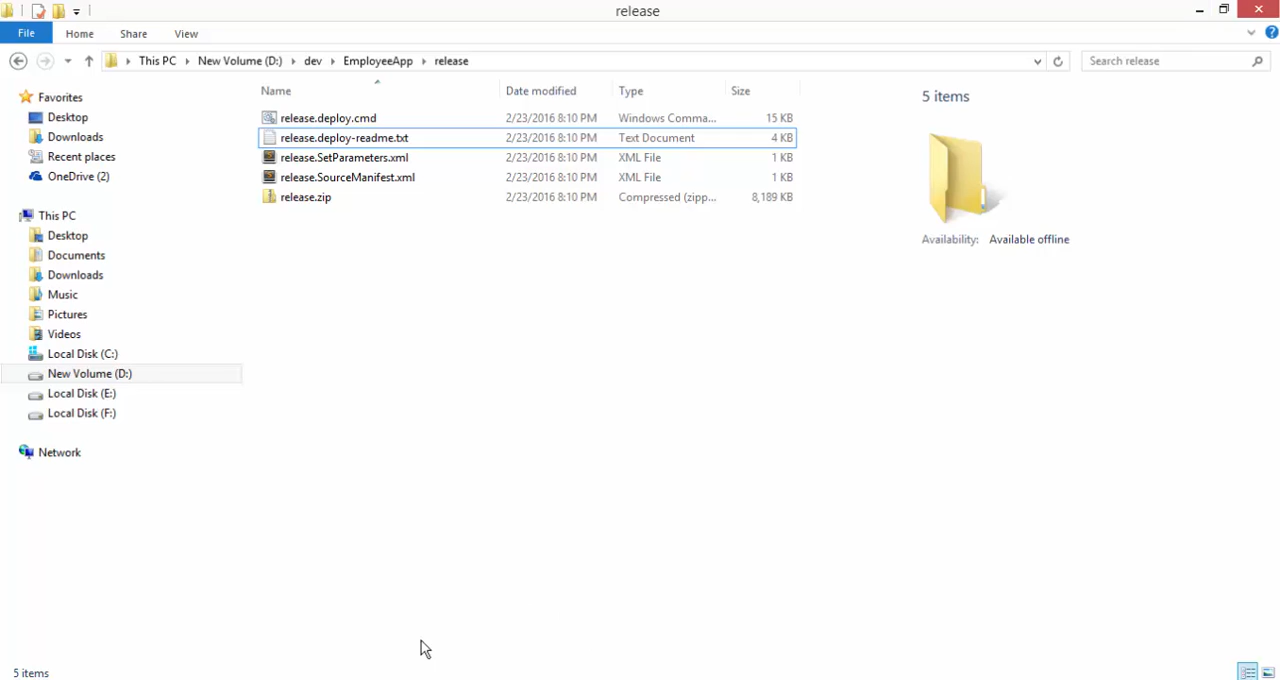 release
File Home Share View
This PC New Volume (D:) dev EmployeeApp release Search release
Name Date modified Type Size
release.deploy.cmd 2/23/2016 8:10 PM Windows Comma... 15 KB
release.deploy-readme.txt 2/23/2016 8:10 PM Text Document 4 KB
release.SetParameters.xml 2/23/2016 8:10 PM XML File 1 KB
release.SourceManifest.xml 2/23/2016 8:10 PM XML File 1 KB
release.zip 2/23/2016 8:10 PM Compressed (zipp... 8,189 KB
Favorites
Desktop
Downloads
Recent places
OneDrive (2)
This PC
Desktop
Documents
Downloads
Music
Pictures
Videos
Local Disk (C:)
New Volume (D:)
Local Disk (E:)
Local Disk (F:)
Network
5 items
Availability: Available offline
5 items